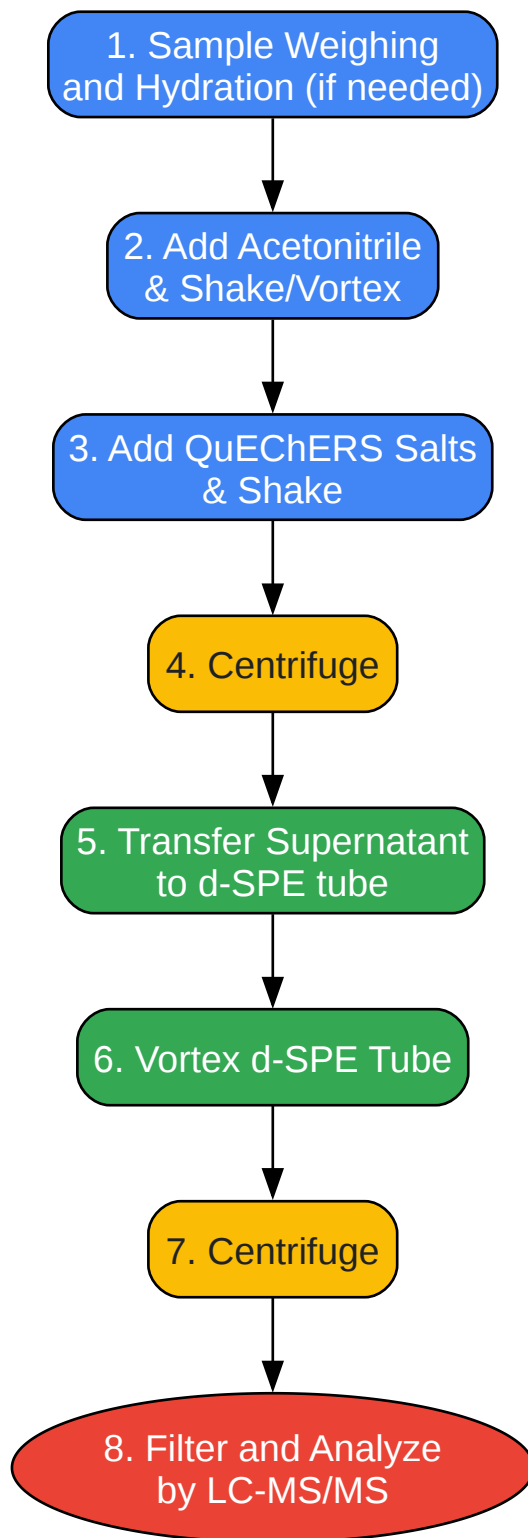 1. Sample Weighing
and Hydration (if needed)
2. Add Acetonitrile
& Shake/Vortex
3. Add QuEChERS Salts
& Shake
4. Centrifuge
5. Transfer Supernatant
to d-SPE tube
6. Vortex d-SPE Tube
7. Centrifuge
8. Filter and Analyze
by LC-MS/MS